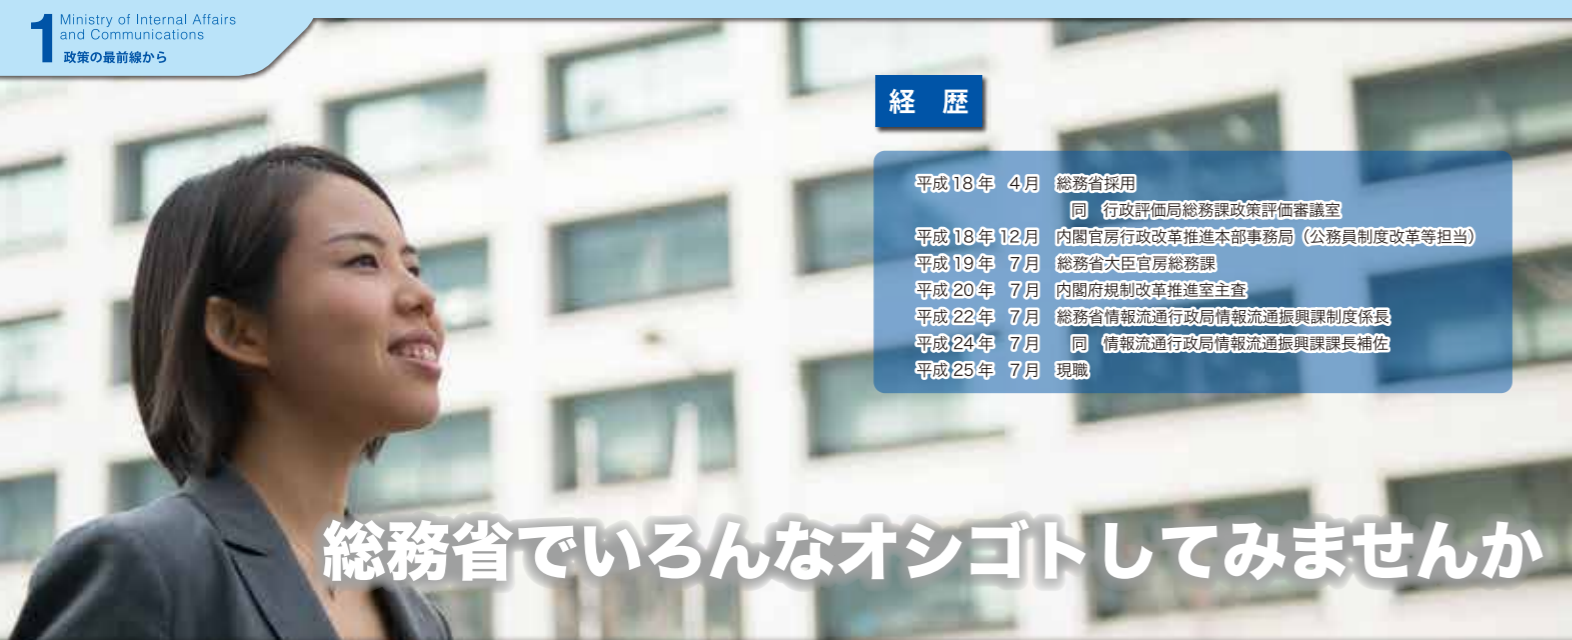 1
Ministry of Internal Affairs
and Communications
政策の最前線から
経 歴
平成18年 4月 総務省採用
同 行政評価局総務課政策評価審議室
平成18年12月 内閣官房行政改革推進本部事務局（公務員制度改革等担当）
平成19年 7月 総務省大臣官房総務課
平成20年 7月 内閣府規制改革推進室主査
平成22年 7月 総務省情報流通行政局情報流通振興課制度係長
平成24年 7月 同 情報流通行政局情報流通振興課課長補佐
平成25年 7月 現職
総務省でいろんなオシゴトしてみませんか